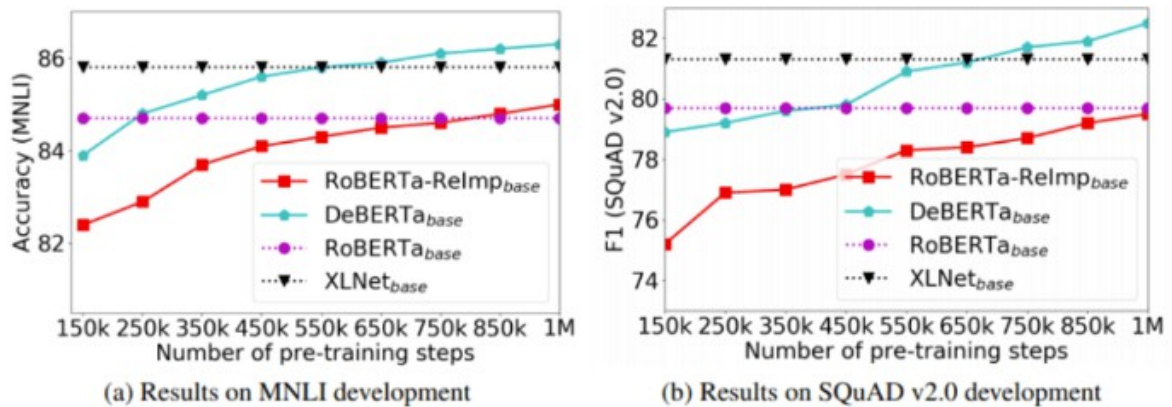 Accuracy (MNLI)
86
84
82
RoBERTa-ReImp base
DeBERTa base
RoBERTa base
XLNet base
150k 250k 350k 450k 550k 650k 750k 850k 1M
Number of pre-training steps
(a) Results on MNLI development
F1 (SQuAD v2.0)
82
80
78
76
74
RoBERTa-ReImp base
DeBERTa base
RoBERTa base
XLNet base
150k 250k 350k 450k 550k 650k 750k 850k 1M
Number of pre-training steps
(b) Results on SQuAD v2.0 development